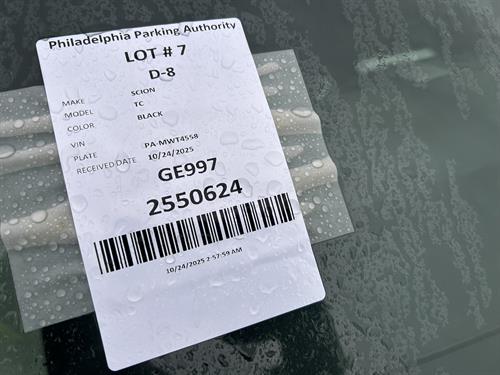 Philadelphia Parking Authority
LOT # 7
D-8
MAKE SCION
MODEL TC
COLOR BLACK
VIN
PLATE PA-MWT4558
RECEIVED DATE 10/24/2025
GE997
2550624
10/24/2025 2:57:59 AM